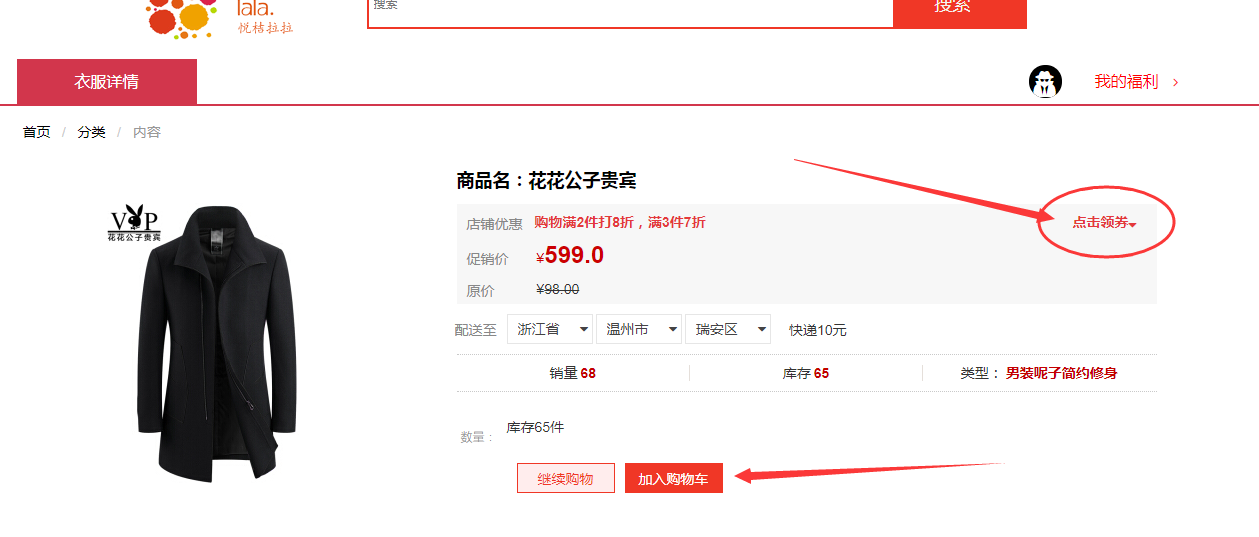 lala.
悦桔拉拉
搜索
搜索
衣服详情
我的福利 >
首页 / 分类 / 内容
VIP
花花公子贵宾
商品名：花花公子贵宾
店铺优惠 购物满2件打8折，满3件7折 点击领券
促销价 ¥599.0
原价 ¥98.00
配送至 浙江省 温州市 瑞安区 快递10元
销量 68 库存 65 类型： 男装呢子简约修身
数量： 库存65件
继续购物 加入购物车